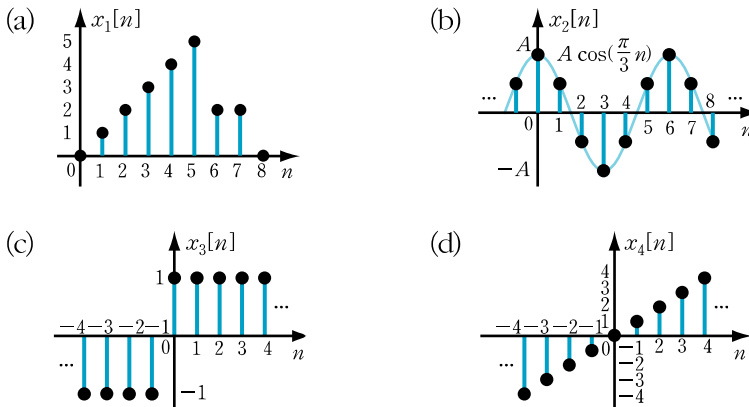 (a)
x₁[n]
5
4
3
2
1
0 1 2 3 4 5 6 7 8 n
(b)
x₂[n]
A
A cos(π/3 n)
...
...
0 1 2 3 4 5 6 7 8 n
−A
(c)
x₃[n]
1
−4 −3 −2 −1
0 1 2 3 4 n
...
...
−1
(d)
x₄[n]
4
3
2
1
−4 −3 −2 −1
0 1 2 3 4 n
...
...
−1
−2
−3
−4